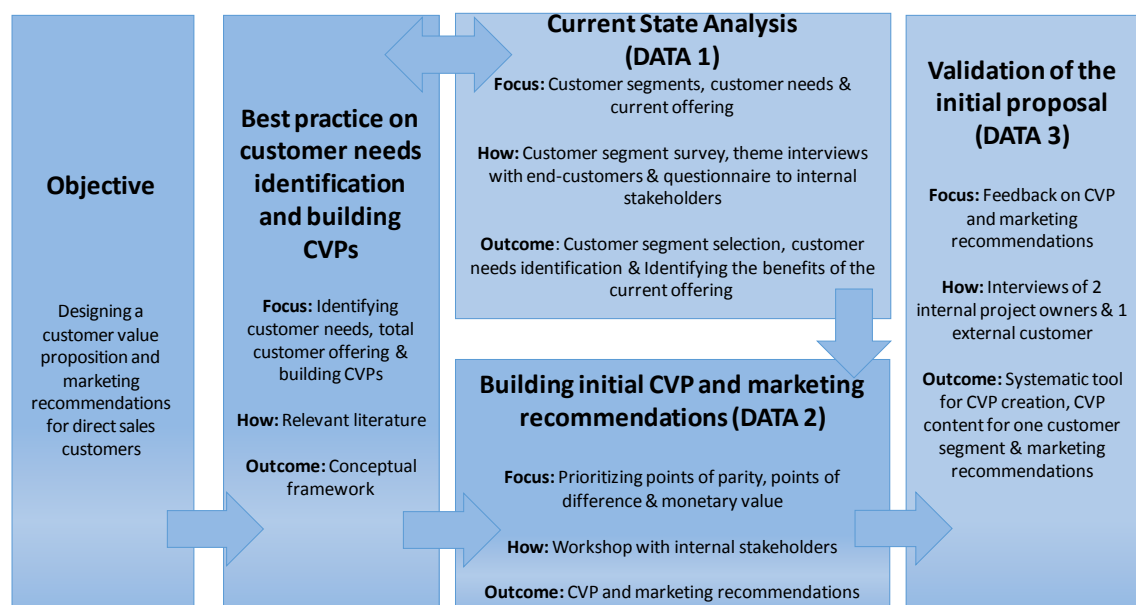 Objective
Designing a
customer value
proposition and
marketing
recommendations
for direct sales
customers
Best practice on
customer needs
identification
and building
CVPs
Focus: Identifying
customer needs, total
customer offering &
building CVPs
How: Relevant literature
Outcome: Conceptual
framework
Current State Analysis
(DATA 1)
Focus: Customer segments, customer needs &
current offering
How: Customer segment survey, theme interviews
with end-customers & questionnaire to internal
stakeholders
Outcome: Customer segment selection, customer
needs identification & Identifying the benefits of the
current offering
Building initial CVP and marketing
recommendations (DATA 2)
Focus: Prioritizing points of parity, points of
difference & monetary value
How: Workshop with internal stakeholders
Outcome: CVP and marketing recommendations
Validation of the
initial proposal
(DATA 3)
Focus: Feedback on CVP
and marketing
recommendations
How: Interviews of 2
internal project owners & 1
external customer
Outcome: Systematic tool
for CVP creation, CVP
content for one customer
segment & marketing
recommendations